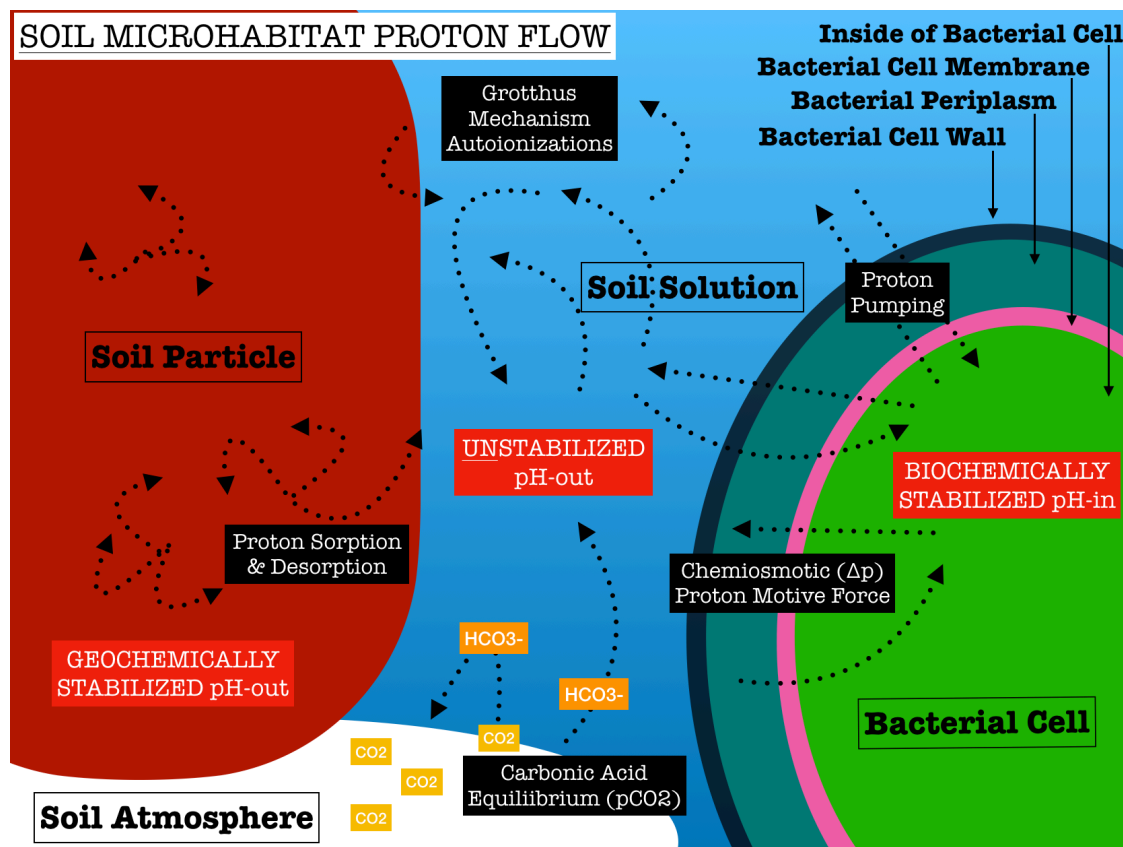 SOIL MICROHABITAT PROTON FLOW
Inside of Bacterial Cell
Bacterial Cell Membrane
Bacterial Periplasm
Bacterial Cell Wall
Grotthus
Mechanism
Autoionizations
Soil Solution
Proton
Pumping
Soil Particle
UNSTABILIZED
pH-out
BIOCHEMICALLY
STABILIZED pH-in
Proton Sorption
& Desorption
Chemiosmotic (Δp)
Proton Motive Force
HCO3-
HCO3-
GEOCHEMICALLY
STABILIZED pH-out
Bacterial Cell
CO2
CO2
CO2
CO2
Carbonic Acid
Equiliibrium (pCO2)
Soil Atmosphere